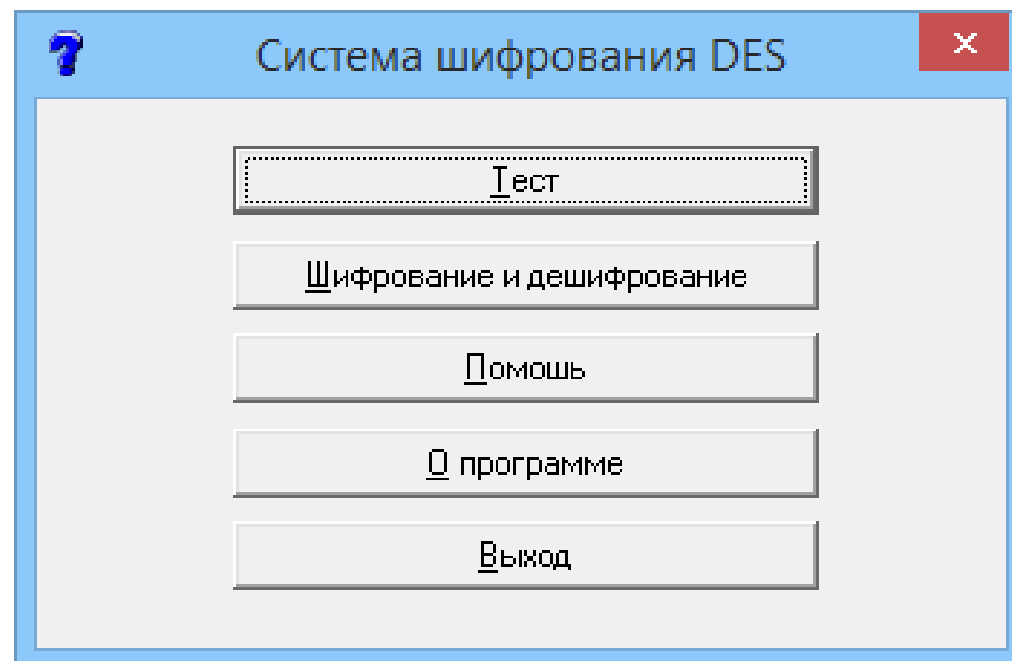 Система шифрования DES
Тест
Шифрование и дешифрование
Помошь
О программе
Выход